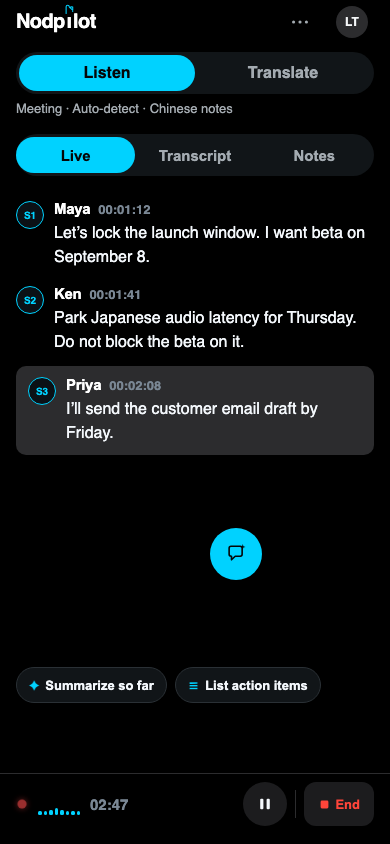 Nodpilot
LT
Listen
Translate
Meeting · Auto-detect · Chinese notes
Live
Transcript
Notes
S1
Maya 00:01:12
Let’s lock the launch window. I want beta on
September 8.
S2
Ken 00:01:41
Park Japanese audio latency for Thursday.
Do not block the beta on it.
S3
Priya 00:02:08
I’ll send the customer email draft by
Friday.
Summarize so far
List action items
02:47
End